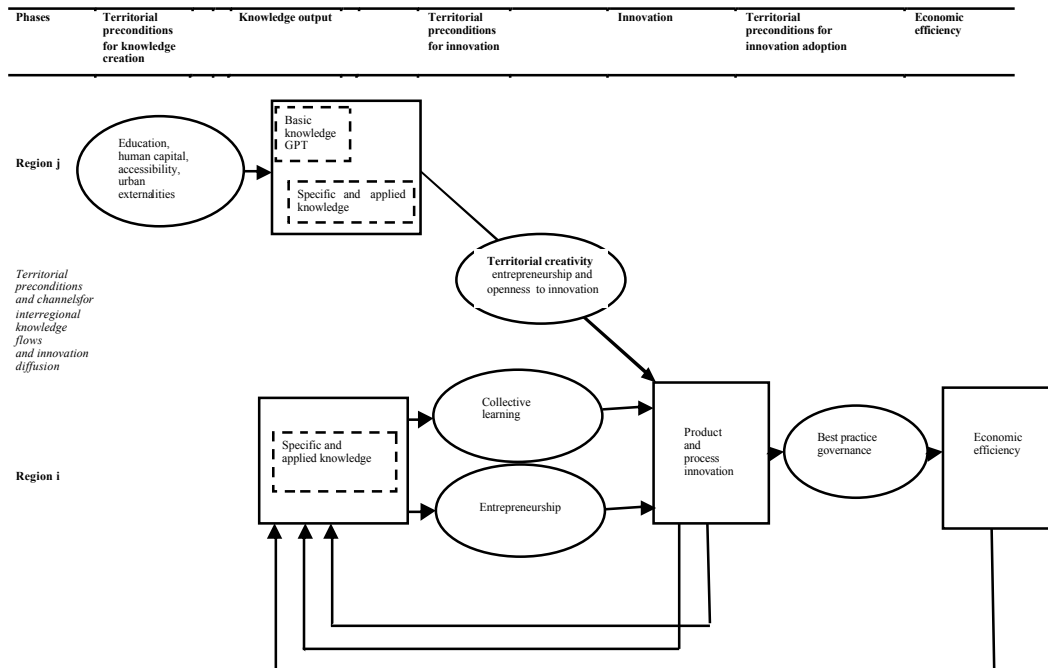 Phases
Territorial
preconditions
for knowledge
creation
Knowledge output
Territorial
preconditions
for innovation
Innovation
Territorial
preconditions for
innovation adoption
Economic
efficiency
Region j
Education,
human capital,
accessibility,
urban
externalities
Basic
knowledge
GPT
Specific and applied
knowledge
Territorial creativity
entrepreneurship and
openness to innovation
Territorial
preconditions
and channelsfor
interregional
knowledge
flows
and innovation
diffusion
Region i
Specific and
applied knowledge
Collective
learning
Entrepreneurship
Product
and
process
innovation
Best practice
governance
Economic
efficiency